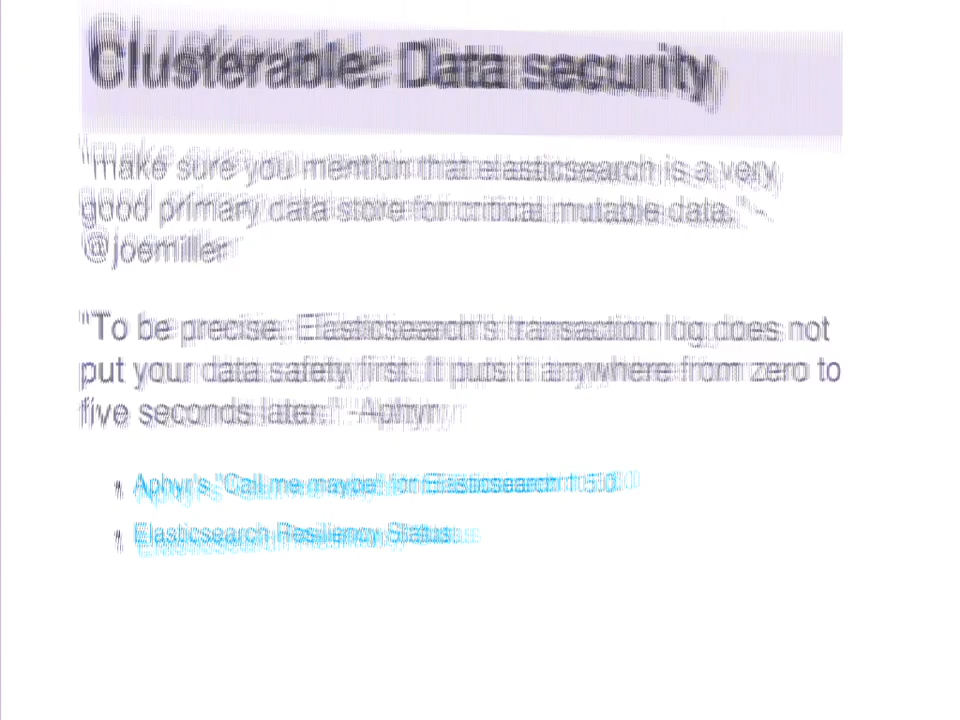 Clusterable: Data security
"make sure you mention that elasticsearch is a very
good primary data store for critical mutable data." ~
@joemiller
"To be precise, Elasticsearch's transaction log does not
put your data safety first. It puts it anywhere from zero to
five seconds later." -Aphyr
Aphyr's "Call me maybe" for Elasticsearch 1.5.0
Elasticsearch Resiliency Status